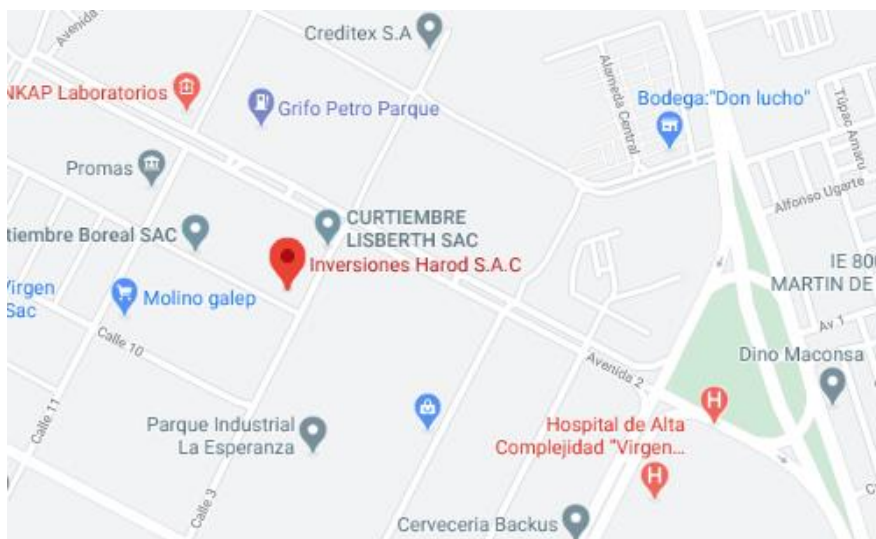 Creditex S.A
Avenida
NKAP Laboratorios
Grifo Petro Parque
Alameda Central
Bodega:"Don lucho"
Túpac Amaru
Promas
Alfonso Ugarte
tiembre Boreal SAC
CURTIEMBRE
LISBERTH SAC
Inversiones Harod S.A.C
IE 800
MARTIN DE
Virgen
Sac
Molino galep
Calle 10
Av 1
Avenida 2
Dino Maconsa
Calle 11
Parque Industrial
La Esperanza
Hospital de Alta
Complejidad "Virgen...
Calle 3
Cerveceria Backus